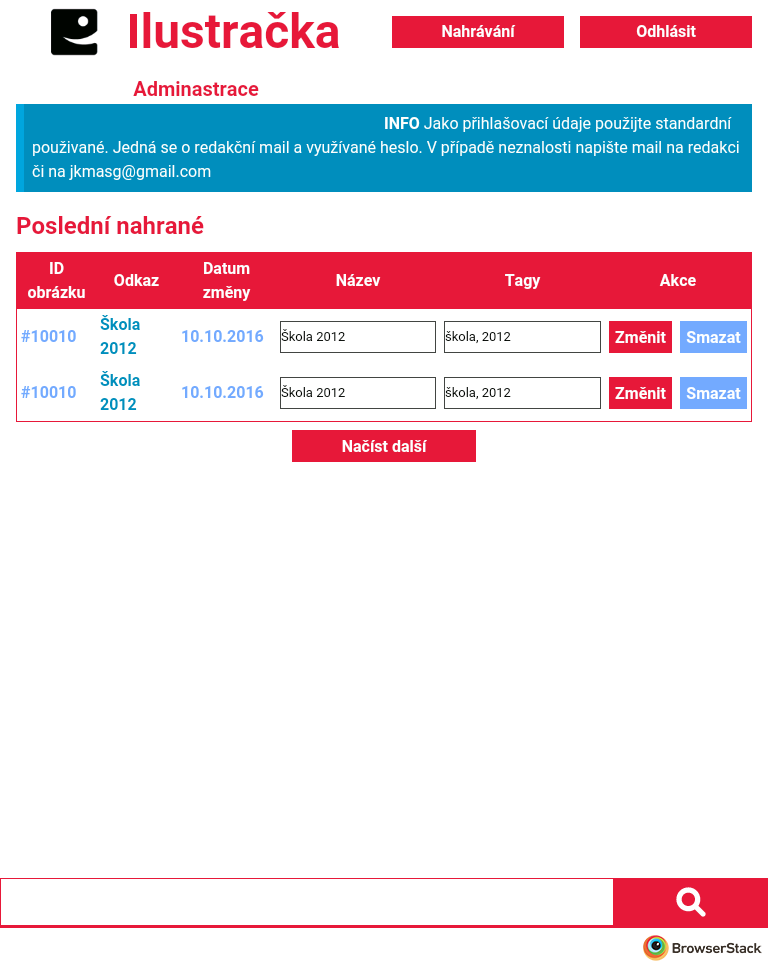 Ilustračka
Nahrávání
Odhlásit
Adminastrace
INFO Jako přihlašovací údaje použijte standardní
použivané. Jedná se o redakční mail a využívané heslo. V případě neznalosti napište mail na redakci
či na jkmasg@gmail.com
Poslední nahrané
ID
obrázku
Odkaz
Datum
změny
Název
Tagy
Akce
#10010
Škola
2012
10.10.2016
Škola 2012
škola, 2012
Změnit
Smazat
#10010
Škola
2012
10.10.2016
Škola 2012
škola, 2012
Změnit
Smazat
Načíst další
BrowserStack